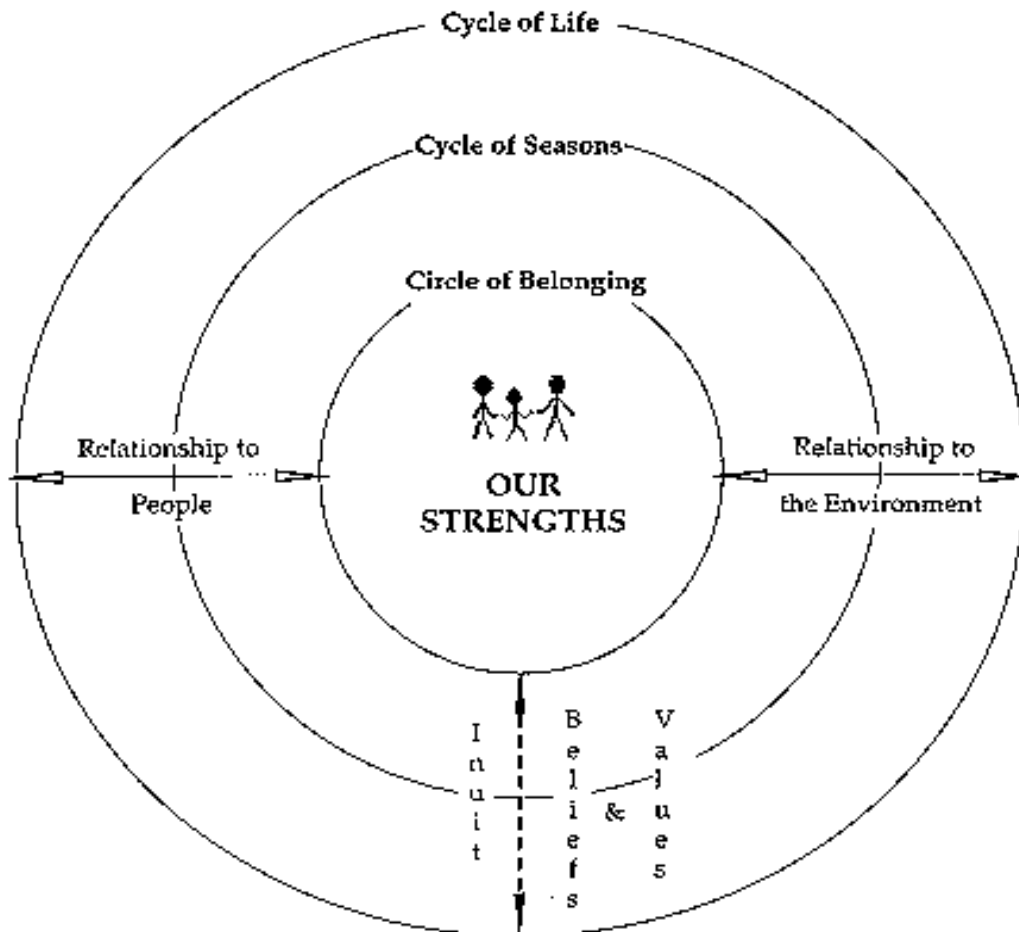 Cycle of Life
Cycle of Seasons
Circle of Belonging
Relationship to
People
OUR
STRENGTHS
Relationship to
the Environment
Inuit
Beliefs
&
Values